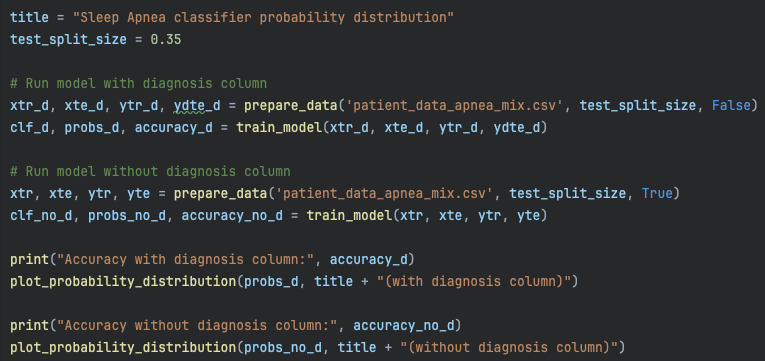 title = "Sleep Apnea classifier probability distribution"
test_split_size = 0.35
# Run model with diagnosis column
xtr_d, xte_d, ytr_d, ydte_d = prepare_data('patient_data_apnea_mix.csv', test_split_size, False)
clf_d, probs_d, accuracy_d = train_model(xtr_d, xte_d, ytr_d, ydte_d)
# Run model without diagnosis column
xtr, xte, ytr, yte = prepare_data('patient_data_apnea_mix.csv', test_split_size, True)
clf_no_d, probs_no_d, accuracy_no_d = train_model(xtr, xte, ytr, yte)
print("Accuracy with diagnosis column:", accuracy_d)
plot_probability_distribution(probs_d, title + "(with diagnosis column)")
print("Accuracy without diagnosis column:", accuracy_no_d)
plot_probability_distribution(probs_no_d, title + "(without diagnosis column)")